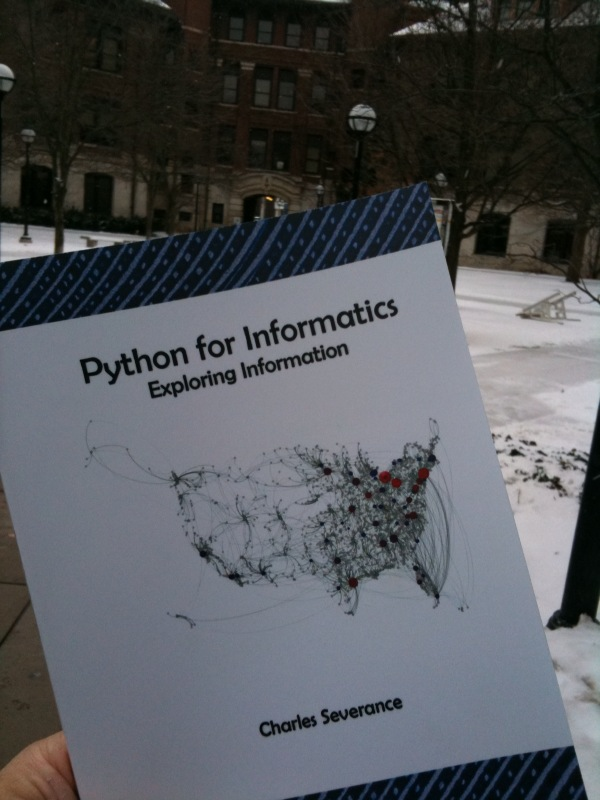 Python for Informatics
Exploring Information
Charles Severance